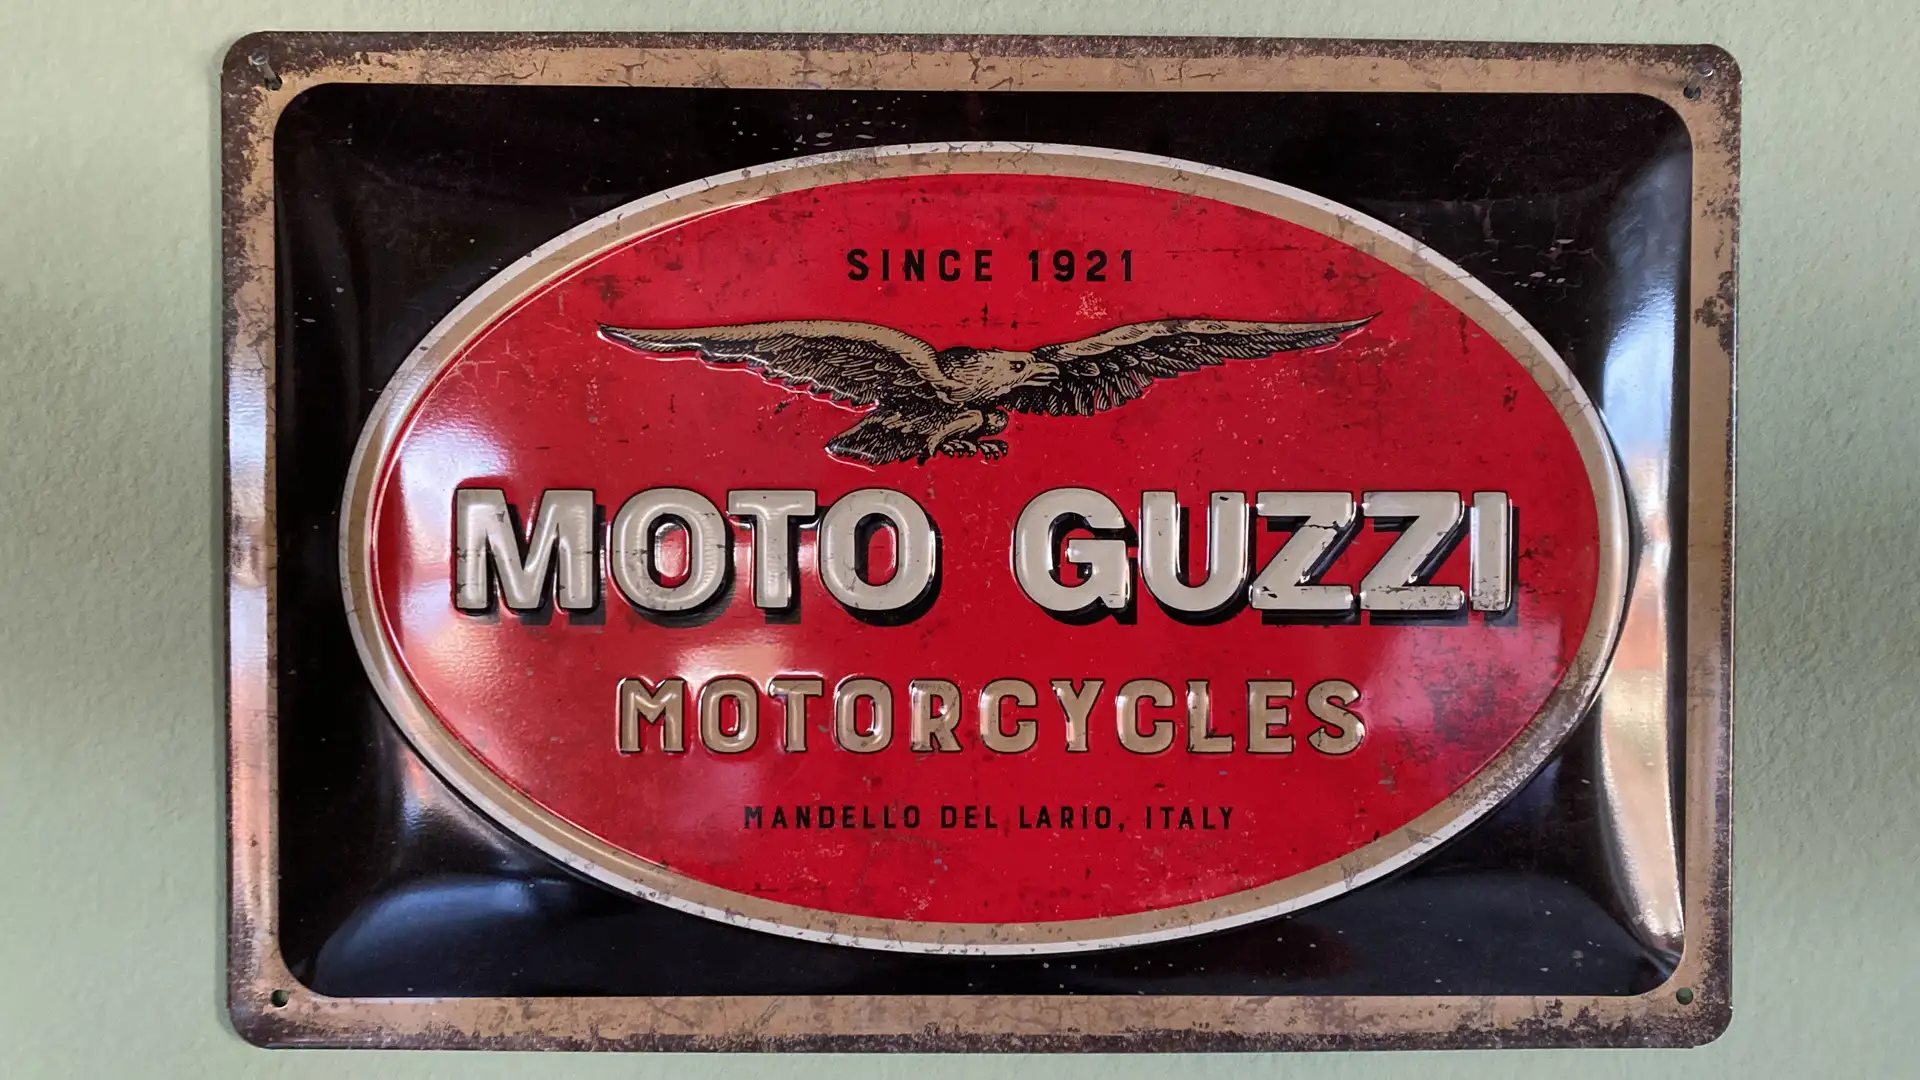 SINCE 1921
MOTO GUZZI
MOTORCYCLES
MANDELLO DEL LARIO, ITALY